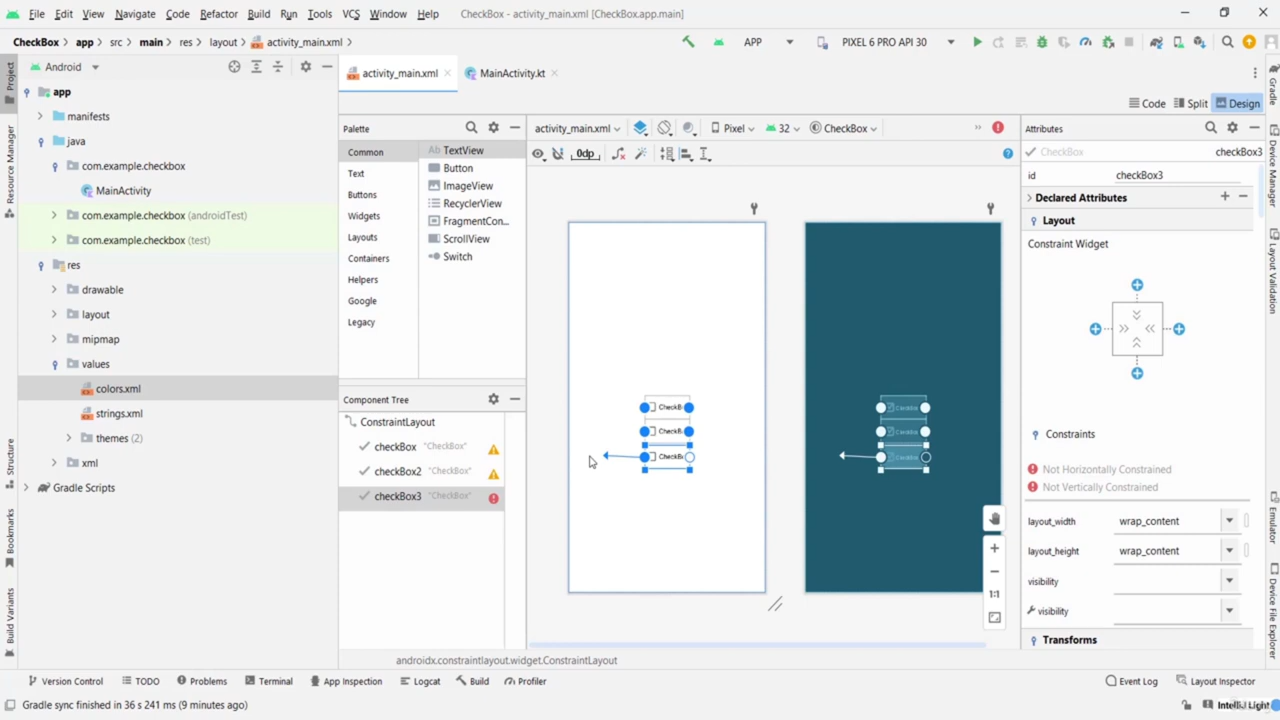 File Edit View Navigate Code Refactor Build Run Tools VCS Window Help CheckBox - activity_main.xml [CheckBox.app.main]
CheckBox app src main res layout activity_main.xml APP PIXEL 6 PRO API 30
Android
activity_main.xml MainActivity.kt
Code Split Design
Project
Resource Manager
Structure
Bookmarks
Build Variants
app
manifests
java
com.example.checkbox
MainActivity
com.example.checkbox (androidTest)
com.example.checkbox (test)
res
drawable
layout
mipmap
values
colors.xml
strings.xml
themes (2)
xml
Gradle Scripts
Palette
Common
Text
Buttons
Widgets
Layouts
Containers
Helpers
Google
Legacy
Ab TextView
Button
ImageView
RecyclerView
FragmentCon...
ScrollView
Switch
Component Tree
ConstraintLayout
checkBox "CheckBox"
checkBox2 "CheckBox"
checkBox3 "CheckBox"
activity_main.xml Pixel 32 CheckBox
0dp
CheckB
CheckB
CheckBo
CheckBox
CheckBox
CheckBox
1:1
Attributes
CheckBox checkBox3
id checkBox3
Declared Attributes
Layout
Constraint Widget
Constraints
Not Horizontally Constrained
Not Vertically Constrained
layout_width wrap_content
layout_height wrap_content
visibility
visibility
Transforms
Gradle
Device Manager
Layout Validation
Emulator
Device File Explorer
androidx.constraintlayout.widget.ConstraintLayout
Version Control TODO Problems Terminal App Inspection Logcat Build Profiler Event Log Layout Inspector
Gradle sync finished in 36 s 241 ms (9 minutes ago) IntelliJ Light